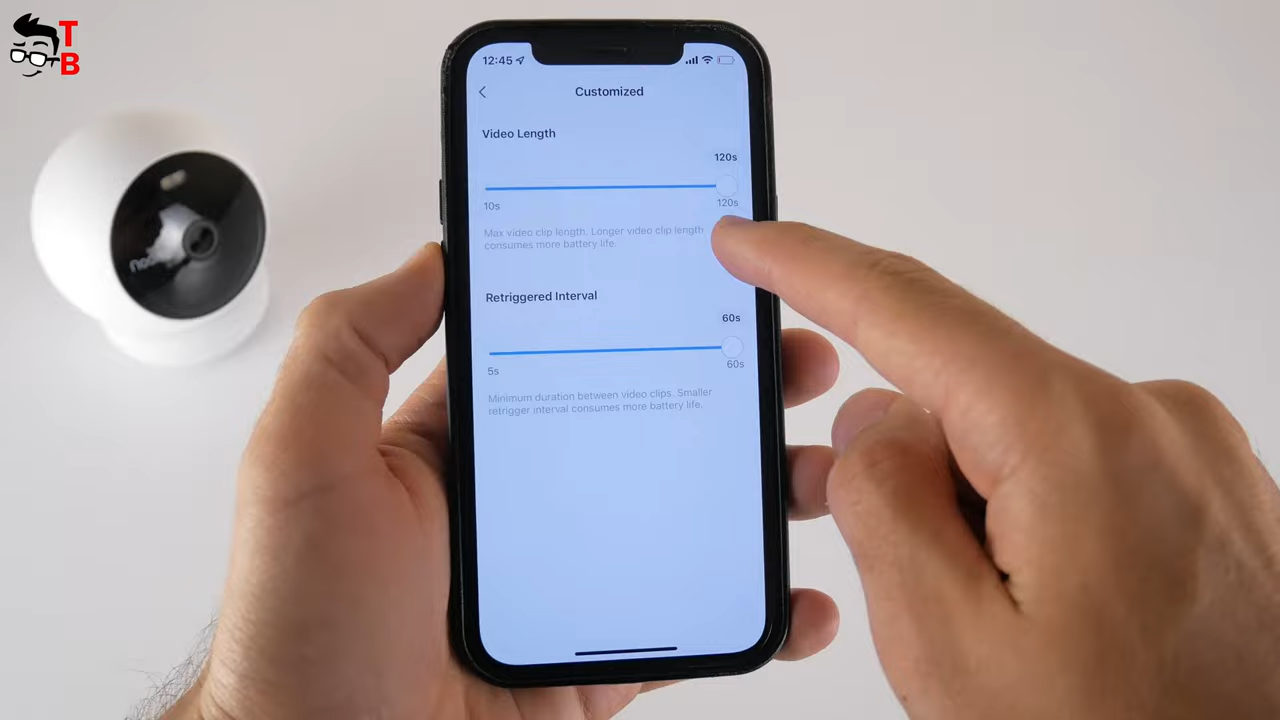 T
B
12:45
Customized
Video Length
120s
10s
120s
Max video clip length. Longer video clip length
consumes more battery life.
Retriggered Interval
60s
5s
60s
Minimum duration between video clips. Smaller
retrigger interval consumes more battery life.